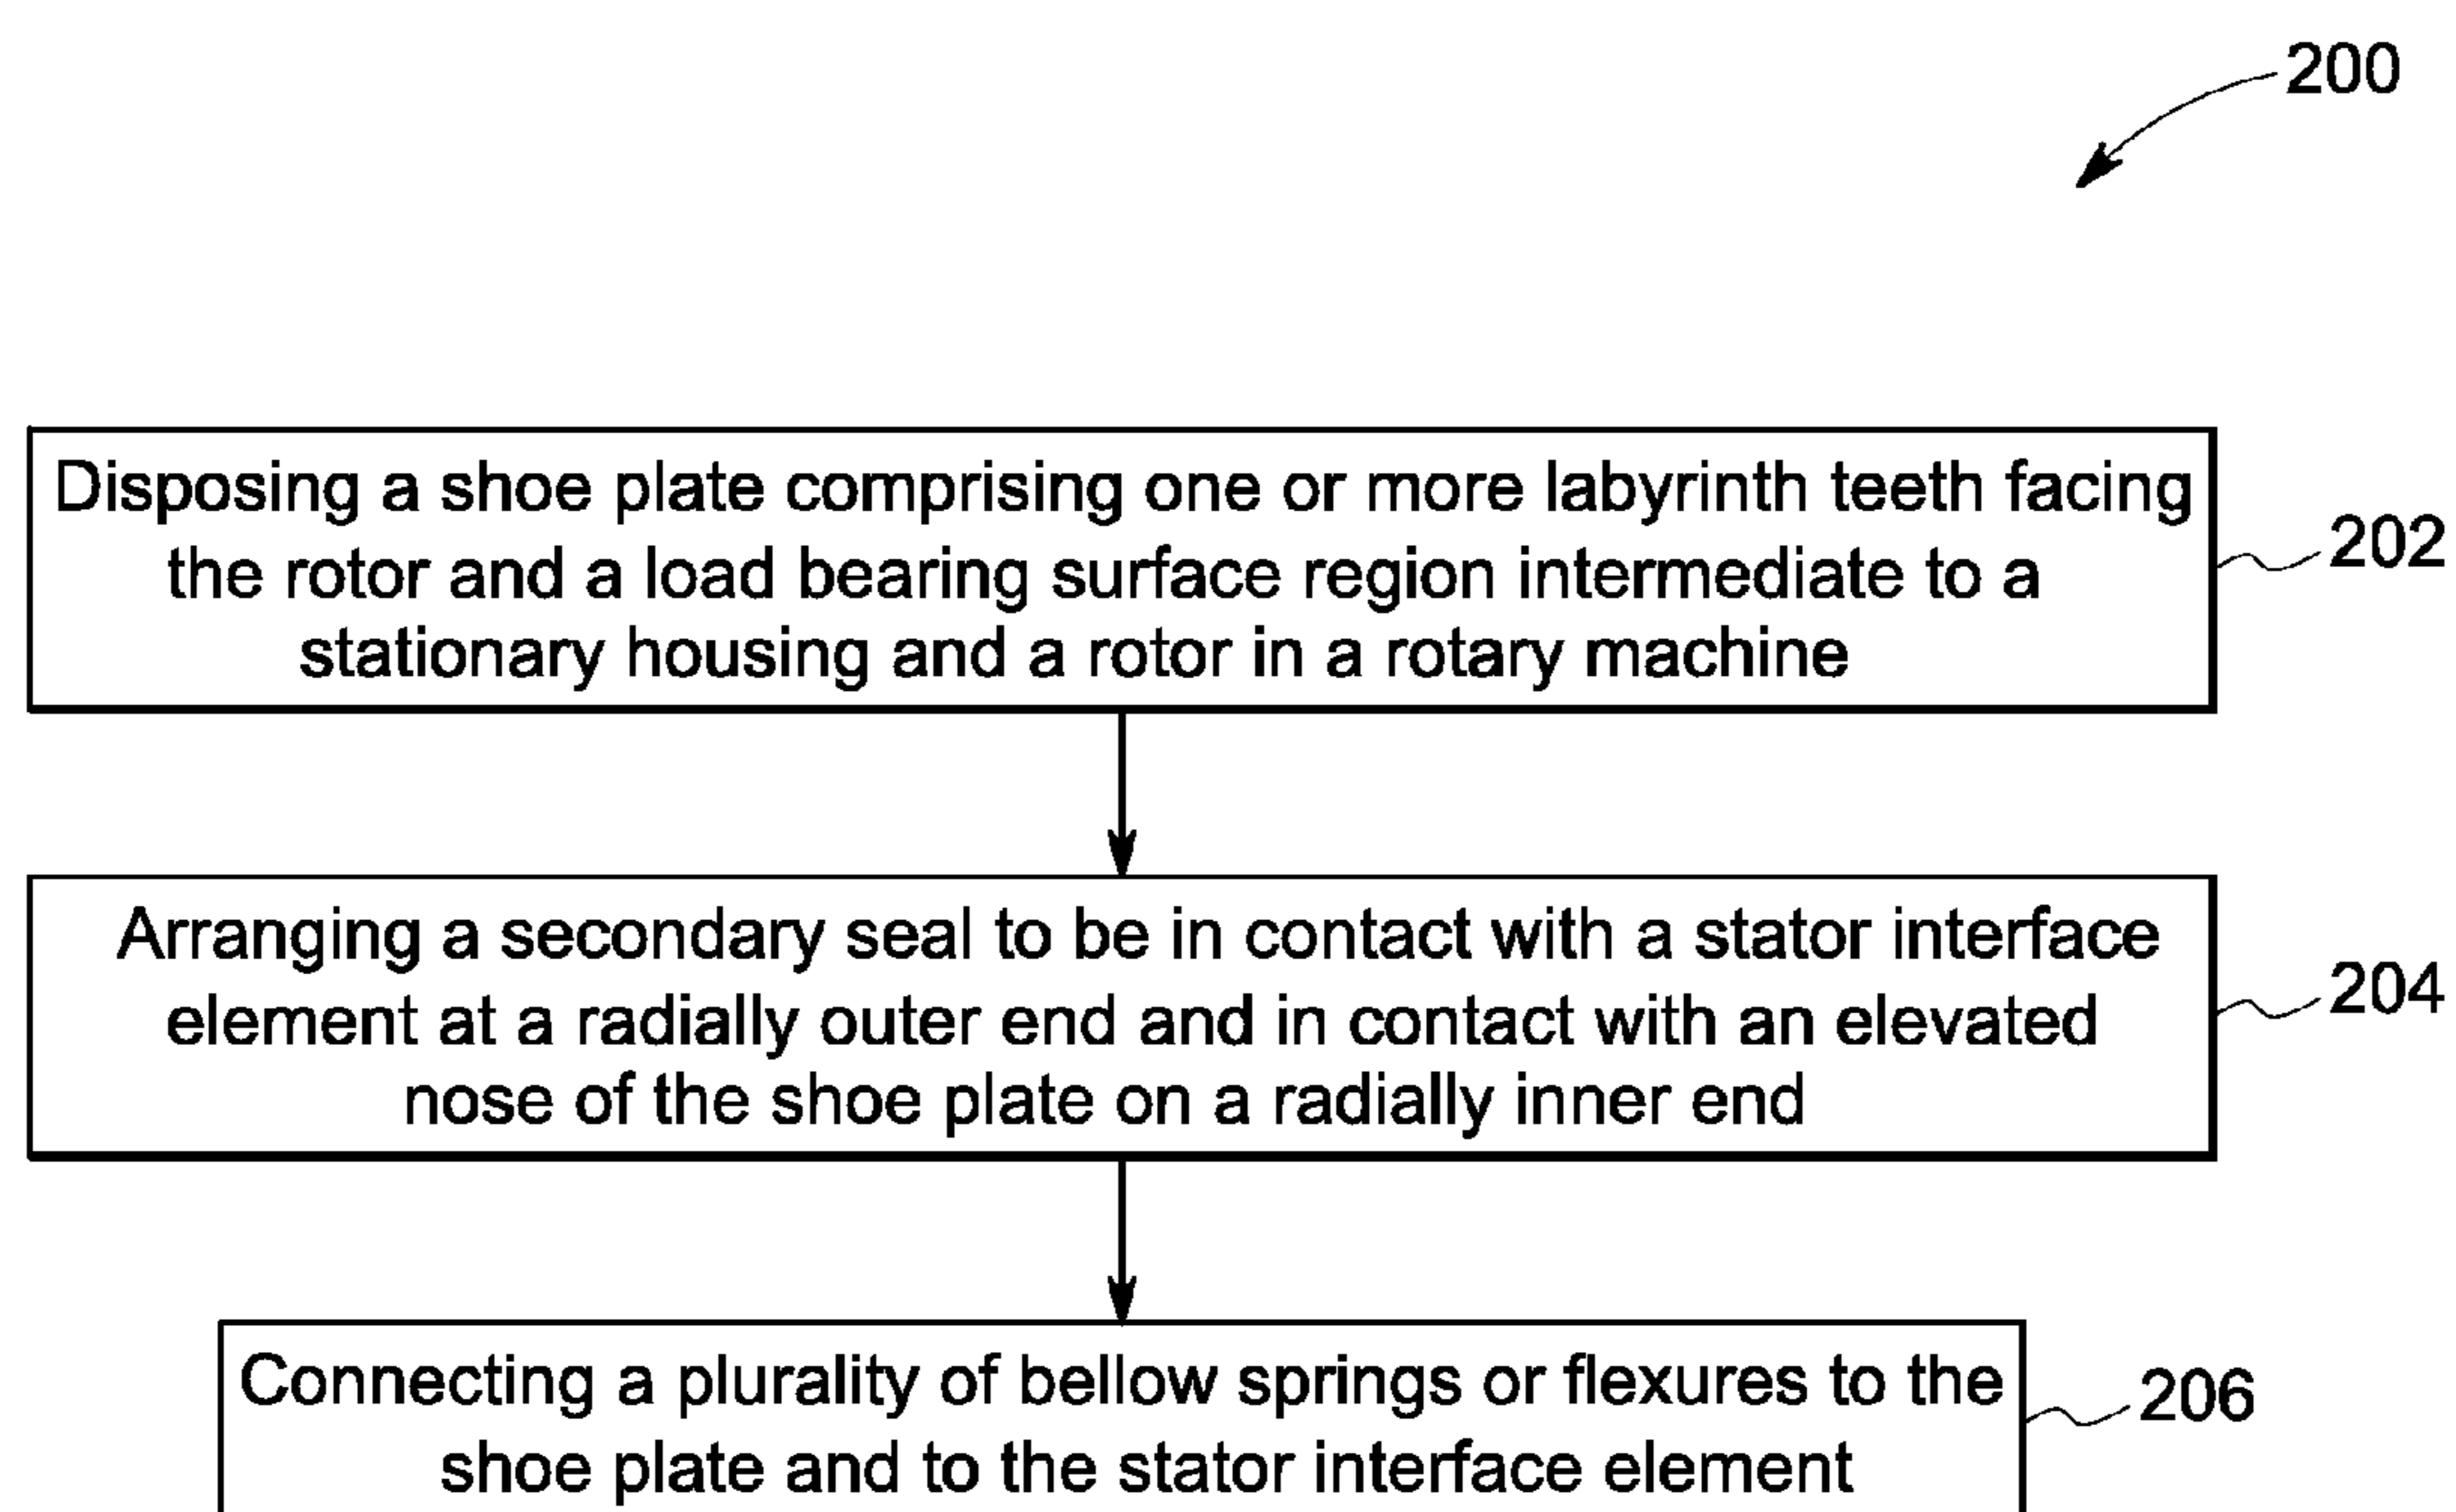 200
Disposing a shoe plate comprising one or more labyrinth teeth facing
the rotor and a load bearing surface region intermediate to a
stationary housing and a rotor in a rotary machine
202
Arranging a secondary seal to be in contact with a stator interface
element at a radially outer end and in contact with an elevated
nose of the shoe plate on a radially inner end
204
Connecting a plurality of bellow springs or flexures to the
shoe plate and to the stator interface element
206